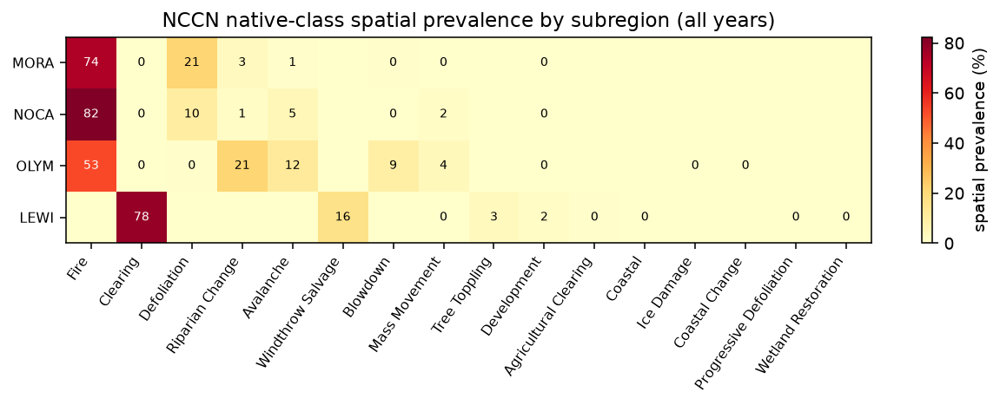 NCCN native-class spatial prevalence by subregion (all years)
MORA 74 0 21 3 1 0 0 0
NOCA 82 0 10 1 5 0 2 0
OLYM 53 0 0 21 12 9 4 0 0 0
LEWI 78 16 0 3 2 0 0 0 0
Fire
Clearing
Defoliation
Riparian Change
Avalanche
Windthrow Salvage
Blowdown
Mass Movement
Tree Toppling
Development
Agricultural Clearing
Coastal
Ice Damage
Coastal Change
Progressive Defoliation
Wetland Restoration
80
60
40
20
0
spatial prevalence (%)